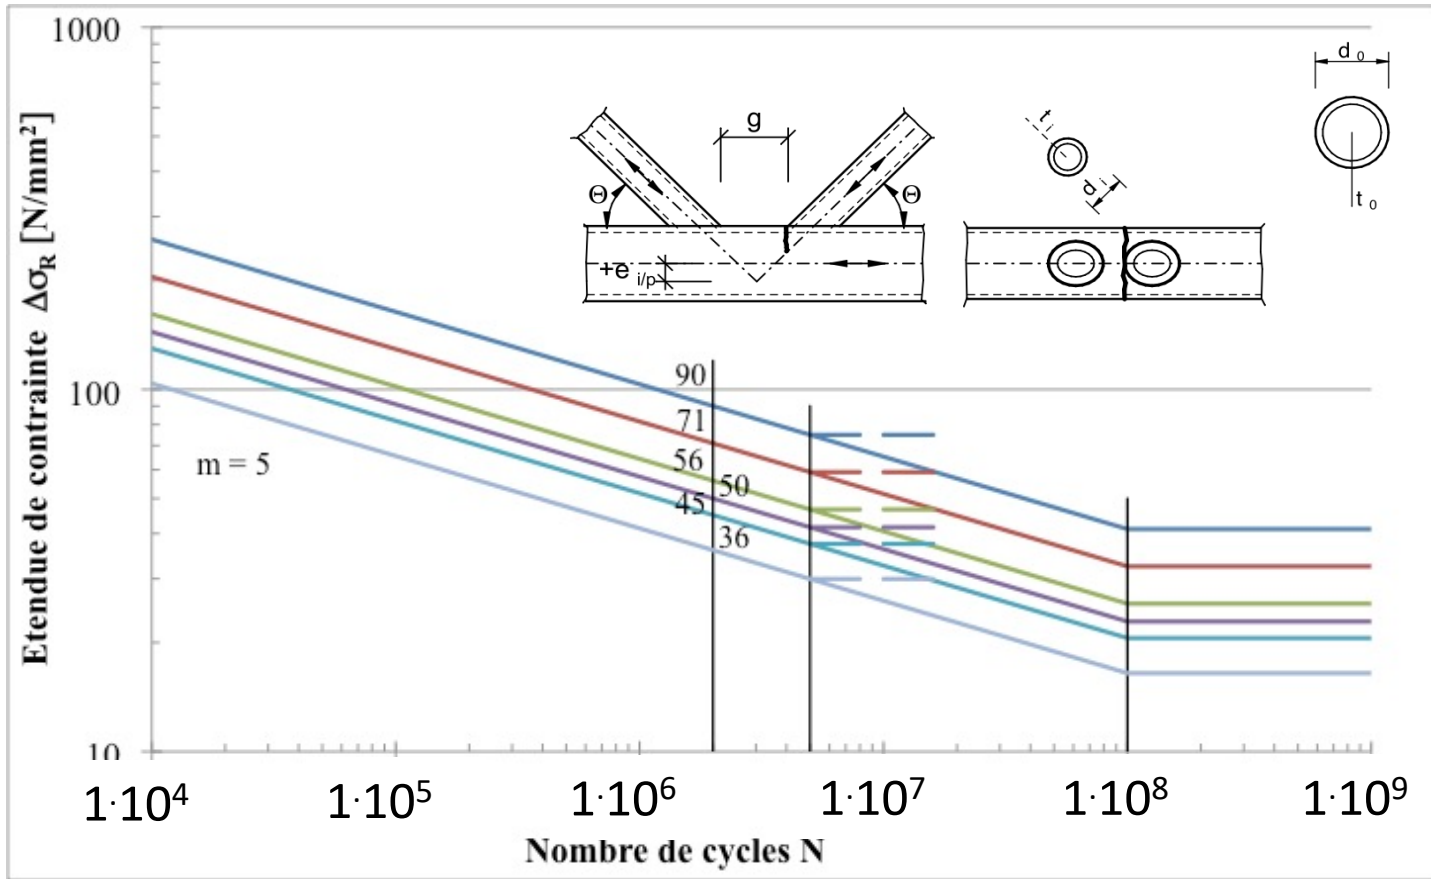 1000
100
10
Etendue de contrainte ΔσR [N/mm²]
m = 5
90
71
56
50
45
36
g
Θ
Θ
+e i/p
t i
d i
d 0
t 0
1·10⁴ 1·10⁵ 1·10⁶ 1·10⁷ 1·10⁸ 1·10⁹
Nombre de cycles N